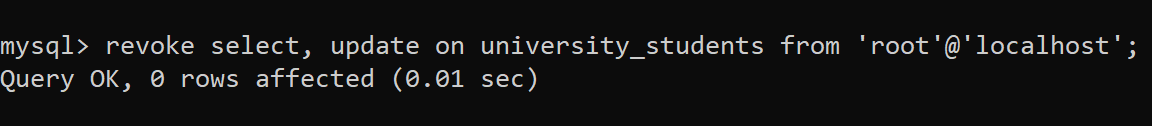 mysql> revoke select, update on university_students from 'root'@'localhost';
Query OK, 0 rows affected (0.01 sec)